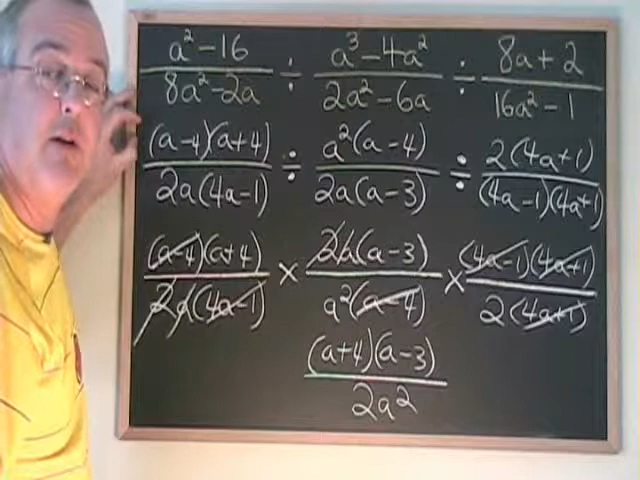 (a² − 16)/(8a² − 2a) ÷ (a³ − 4a²)/(2a² − 6a) ÷ (8a + 2)/(16a² − 1)
(a − 4)(a + 4)/2a(4a − 1) ÷ a²(a − 4)/2a(a − 3) ÷ 2(4a + 1)/(4a − 1)(4a + 1)
(a − 4)(a + 4)/2a(4a − 1) × 2a(a − 3)/a²(a − 4) × (4a − 1)(4a + 1)/2(4a + 1)
(a + 4)(a − 3)/2a²